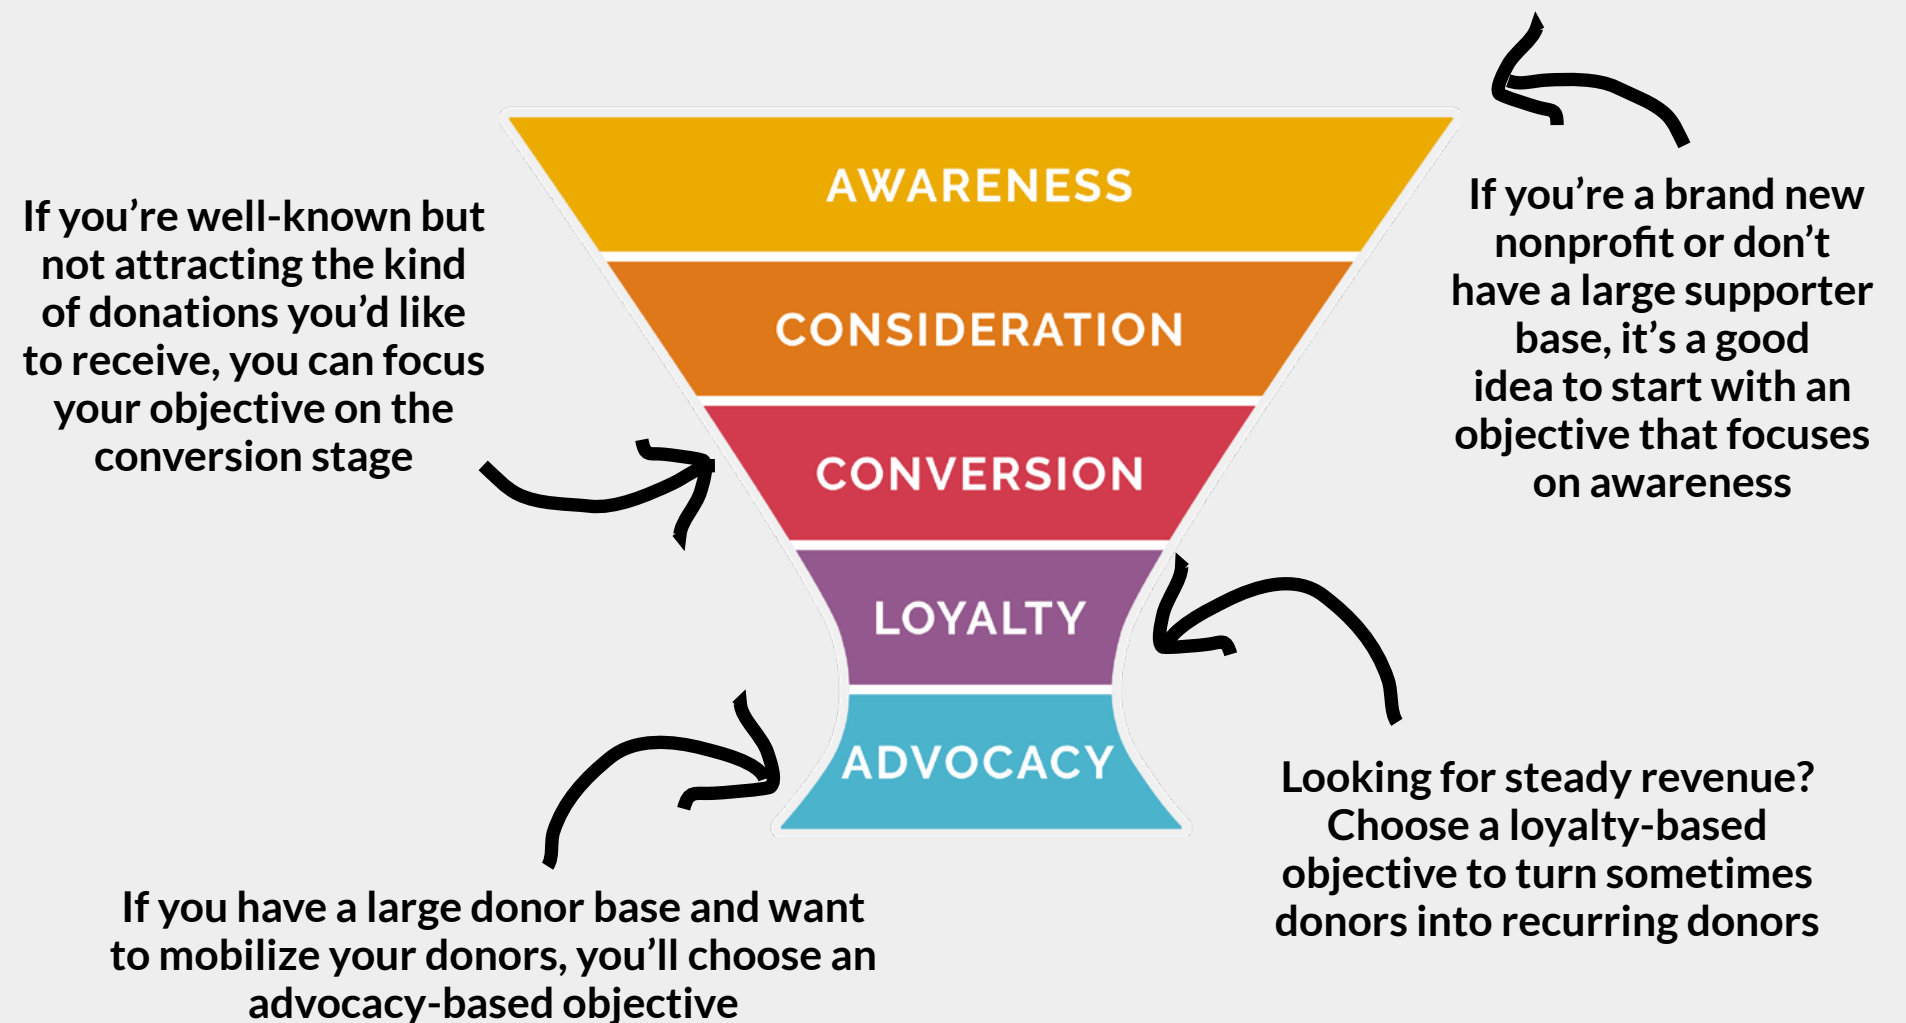 AWARENESS
CONSIDERATION
CONVERSION
LOYALTY
ADVOCACY
If you’re well-known but
not attracting the kind
of donations you’d like
to receive, you can focus
your objective on the
conversion stage
If you’re a brand new
nonprofit or don’t
have a large supporter
base, it’s a good
idea to start with an
objective that focuses
on awareness
Looking for steady revenue?
Choose a loyalty-based
objective to turn sometimes
donors into recurring donors
If you have a large donor base and want
to mobilize your donors, you’ll choose an
advocacy-based objective